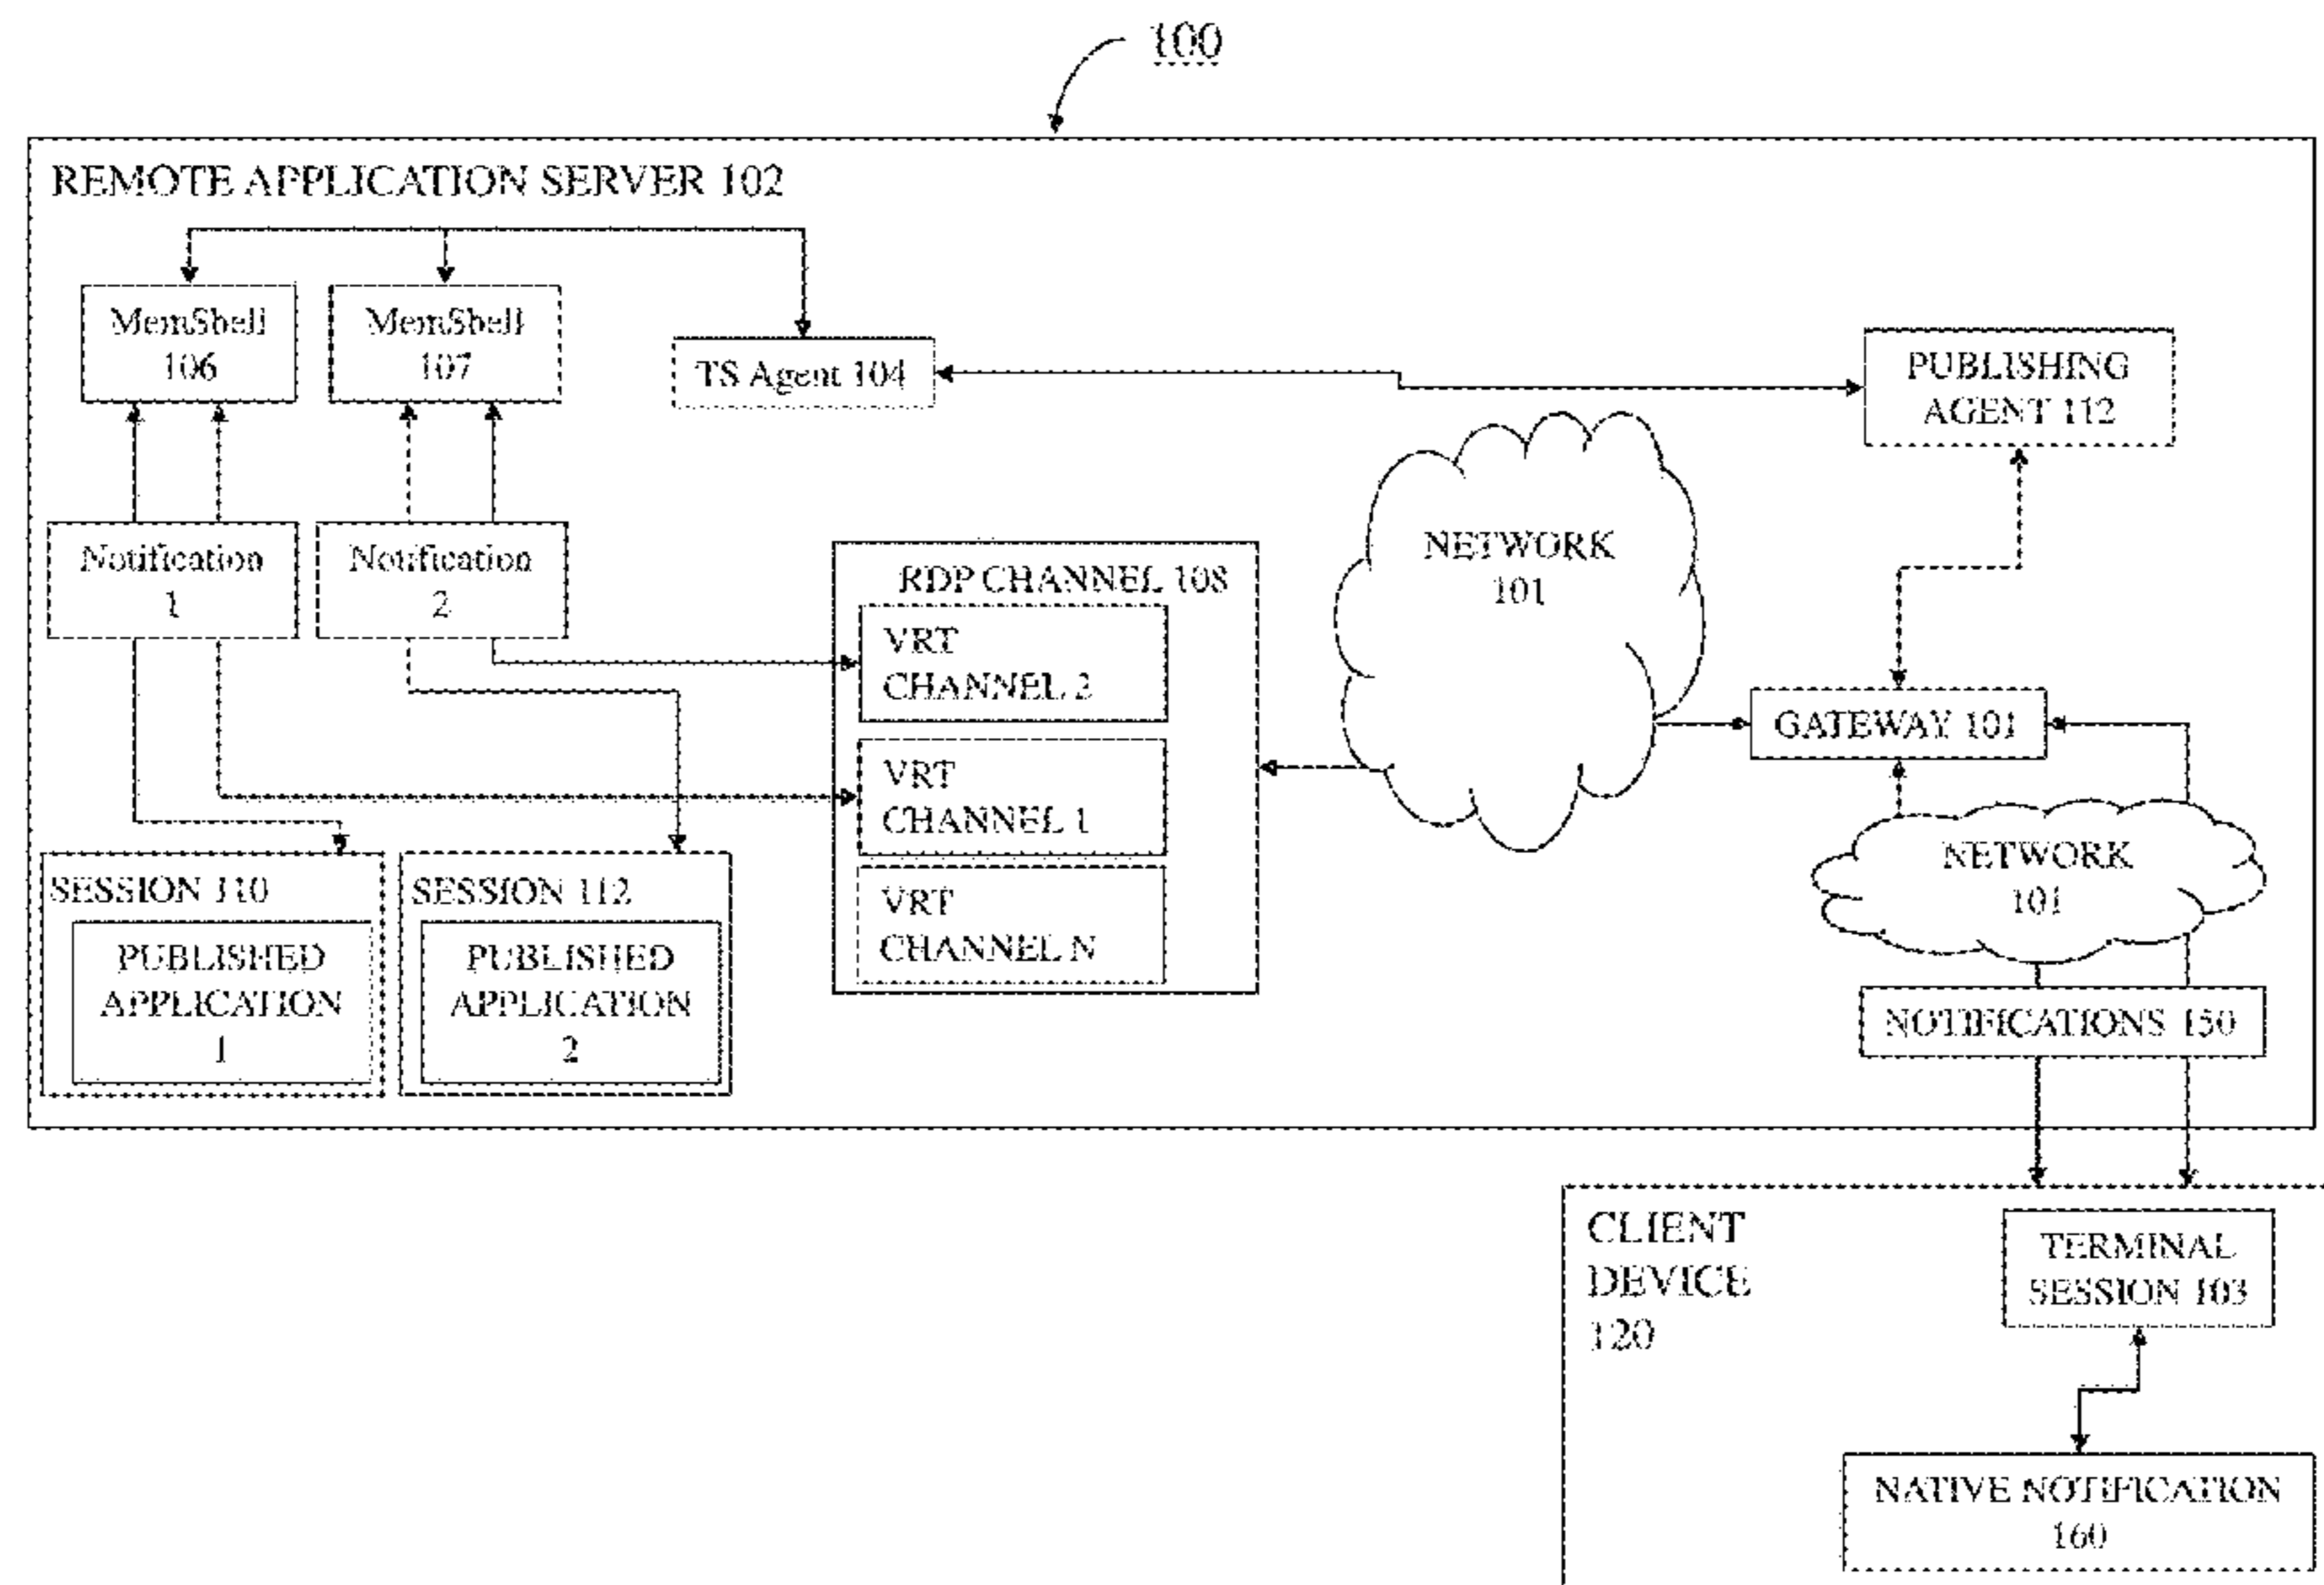 100
REMOTE APPLICATION SERVER 102
MemShell
106
MemShell
107
TS Agent 104
PUBLISHING
AGENT 112
Notification
1
Notification
2
RDP CHANNEL 108
VRT
CHANNEL 2
VRT
CHANNEL 1
VRT
CHANNEL N
NETWORK
101
GATEWAY 101
NETWORK
101
NOTIFICATIONS 150
SESSION 110
PUBLISHED
APPLICATION
1
SESSION 112
PUBLISHED
APPLICATION
2
CLIENT
DEVICE
120
TERMINAL
SESSION 103
NATIVE NOTIFICATION
160